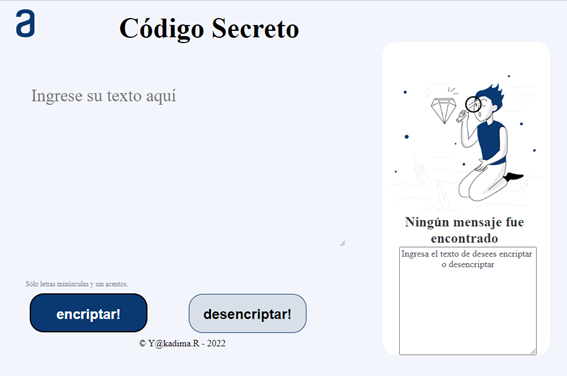 a
Código Secreto
Ingrese su texto aquí
Ningún mensaje fue
encontrado
Ingresa el texto de desees encriptar
o desencriptar
Sólo letras minúsculas y sin acentos.
encriptar!
desencriptar!
© Y@kadima.R - 2022